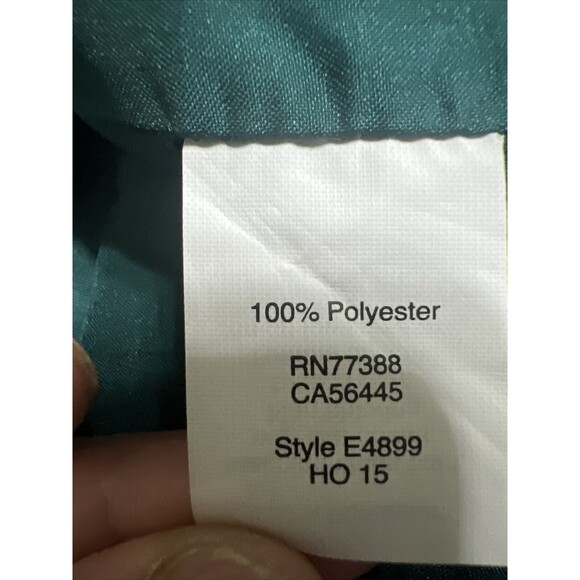 100% Polyester
RN77388
CA56445
Style E4899
HO 15